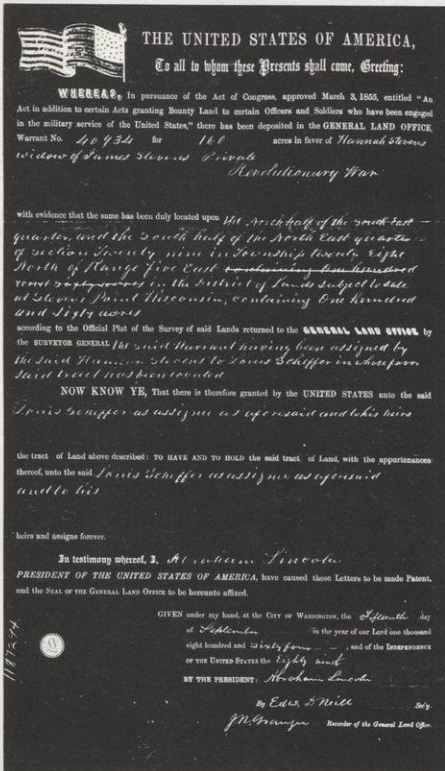 THE UNITED STATES OF AMERICA,
To all to whom these Presents shall come, Greeting:
WHEREAS, In pursuance of the Act of Congress, approved March 3, 1855, entitled "An
Act in addition to certain Acts granting Bounty Land to certain Officers and Soldiers who have been engaged
in the military service of the United States," there has been deposited in the GENERAL LAND OFFICE,
Warrant No. 40934 for 160 acres in favor of Hannah Stevens
widow of James Stevens Private
Revolutionary War
with evidence that the same has been duly located upon the North half of the South East
quarter, and the South half of the North East quarter
of Section Twenty nine in Township twenty Eight
North of Range Five East containing One hundred
and sixty acres in the District of Lands subject to sale
at Stevens Point Wisconsin, containing One Hundred
and Sixty acres
according to the Official Plat of the Survey of said Lands returned to the GENERAL LAND OFFICE by
the SURVEYOR GENERAL the said Warrant having been assigned by
the said Hannah Stevens to Louis Scheffer in whose favor
said tract has been located
NOW KNOW YE, That there is therefore granted by the UNITED STATES unto the said
Louis Scheffer as assignee as aforesaid and to his heirs
the tract of Land above described: TO HAVE AND TO HOLD the said tract of Land, with the appurtenances
thereof, unto the said Louis Scheffer as assignee as aforesaid
and to his
heirs and assigns forever.
In testimony whereof, I, Abraham Lincoln
PRESIDENT OF THE UNITED STATES OF AMERICA, have caused these Letters to be made Patent,
and the SEAL OF THE GENERAL LAND OFFICE to be hereunto affixed.
GIVEN under my hand, at the CITY OF WASHINGTON, the Fifteenth day
of September in the year of our Lord one thousand
eight hundred and Sixty four, and of the INDEPENDENCE
OF THE UNITED STATES the Eighty ninth
BY THE PRESIDENT: Abraham Lincoln
By Edw. D Neill Sec'y.
J.N. Granger Recorder of the General Land Office.